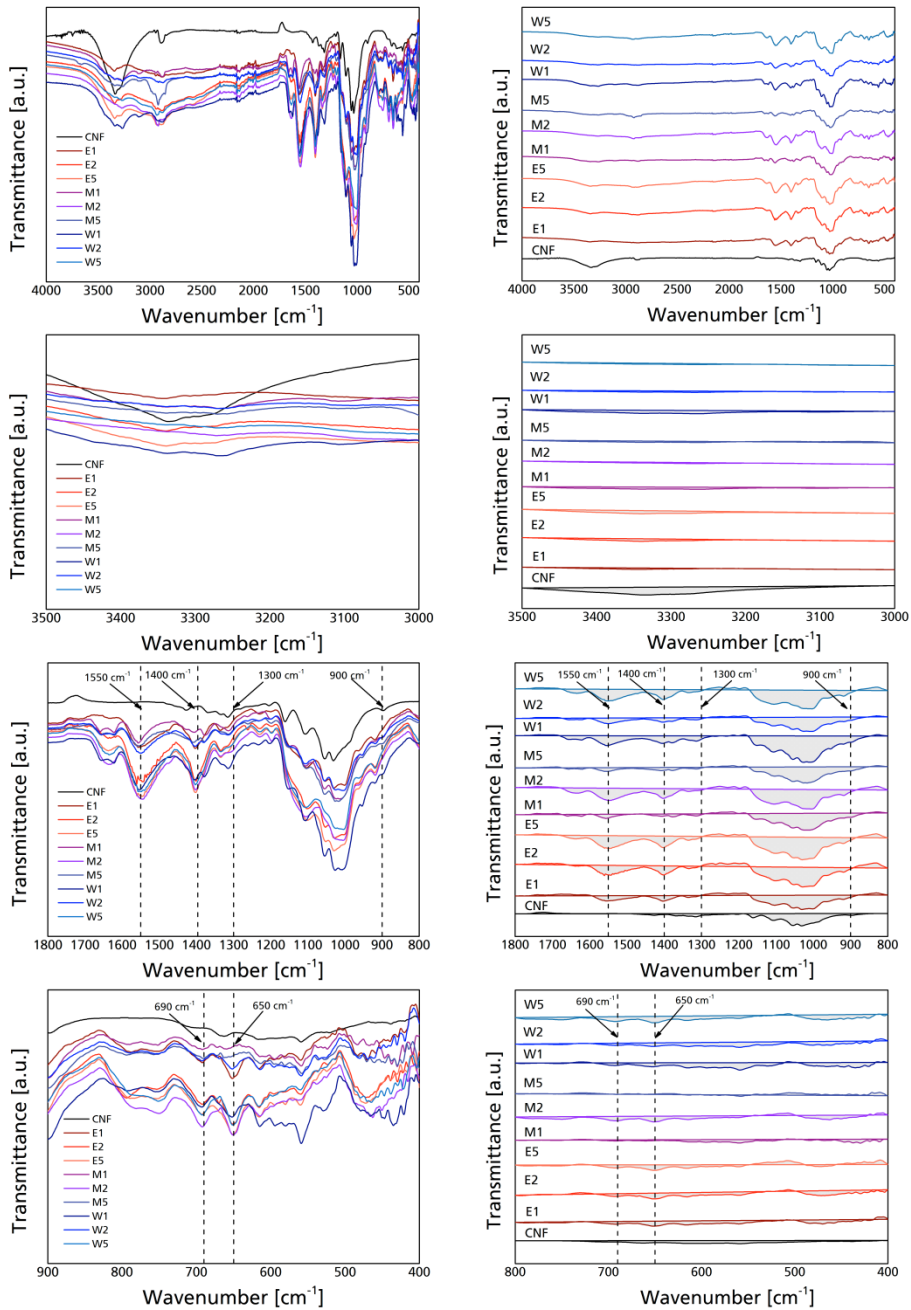 Transmittance [a.u.]
CNF
E1
E2
E5
M1
M2
M5
W1
W2
W5
4000 3500 3000 2500 2000 1500 1000 500
Wavenumber [cm⁻¹]
Transmittance [a.u.]
W5
W2
W1
M5
M2
M1
E5
E2
E1
CNF
4000 3500 3000 2500 2000 1500 1000 500
Wavenumber [cm⁻¹]
Transmittance [a.u.]
CNF
E1
E2
E5
M1
M2
M5
W1
W2
W5
3500 3400 3300 3200 3100 3000
Wavenumber [cm⁻¹]
Transmittance [a.u.]
W5
W2
W1
M5
M2
M1
E5
E2
E1
CNF
3500 3400 3300 3200 3100 3000
Wavenumber [cm⁻¹]
Transmittance [a.u.]
1550 cm⁻¹ 1400 cm⁻¹ 1300 cm⁻¹ 900 cm⁻¹
CNF
E1
E2
E5
M1
M2
M5
W1
W2
W5
1800 1600 1400 1200 1000 800
Wavenumber [cm⁻¹]
Transmittance [a.u.]
1550 cm⁻¹ 1400 cm⁻¹ 1300 cm⁻¹ 900 cm⁻¹
W5
W2
W1
M5
M2
M1
E5
E2
E1
CNF
1800 1700 1600 1500 1400 1300 1200 1100 1000 900 800
Wavenumber [cm⁻¹]
Transmittance [a.u.]
690 cm⁻¹ 650 cm⁻¹
CNF
E1
E2
E5
M1
M2
M5
W1
W2
W5
900 800 700 600 500 400
Wavenumber [cm⁻¹]
Transmittance [a.u.]
690 cm⁻¹ 650 cm⁻¹
W5
W2
W1
M5
M2
M1
E5
E2
E1
CNF
800 700 600 500 400
Wavenumber [cm⁻¹]